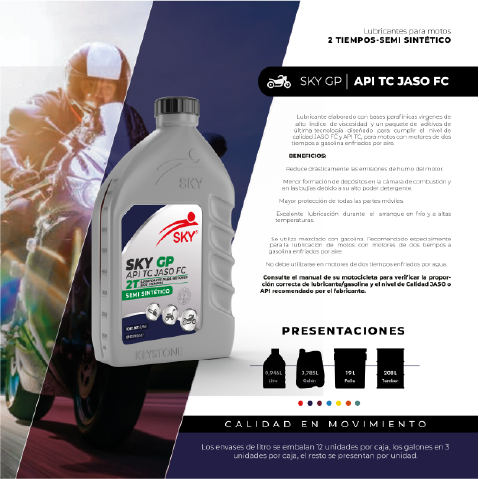 Lubricantes para motos
2 TIEMPOS-SEMI SINTÉTICO
SKY GP | API TC JASO FC
Lubricante elaborado con bases parafínicas vírgenes de
alto índice de viscosidad y un paquete de aditivos de
última tecnología diseñado para cumplir el nivel de
calidad JASO FC y API TC, para motos con motores de dos
tiempos a gasolina enfriados por aire.
BENEFICIOS:
Reduce drásticamente las emisiones de humo del motor.
Menor formación de depósitos en la cámara de combustión y
en las bujías debido a su alto poder detergente.
Mayor protección de todas las partes móviles.
Excelente lubricación durante el arranque en frío y a altas
temperaturas.
Se utiliza mezclado con gasolina. Recomendado especialmente
para la lubricación de motos con motores de dos tiempos a
gasolina enfriados por aire.
No debe utilizarse en motores de dos tiempos enfriados por agua.
Consulte el manual de su motocicleta para verificar la propor-
ción correcta de lubricante/gasolina y el nivel de Calidad JASO o
API recomendado por el fabricante.
SKY
SKY
SKY GP
API TC JASO FC
2T
SEMI SINTÉTICO
KEYSTONE
PRESENTACIONES
0,946L
Litro
3,785L
Galón
19L
Paila
208L
Tambor
CALIDAD EN MOVIMIENTO
Los envases de litro se embalan 12 unidades por caja, los galones en 3
unidades por caja, el resto se presentan por unidad.